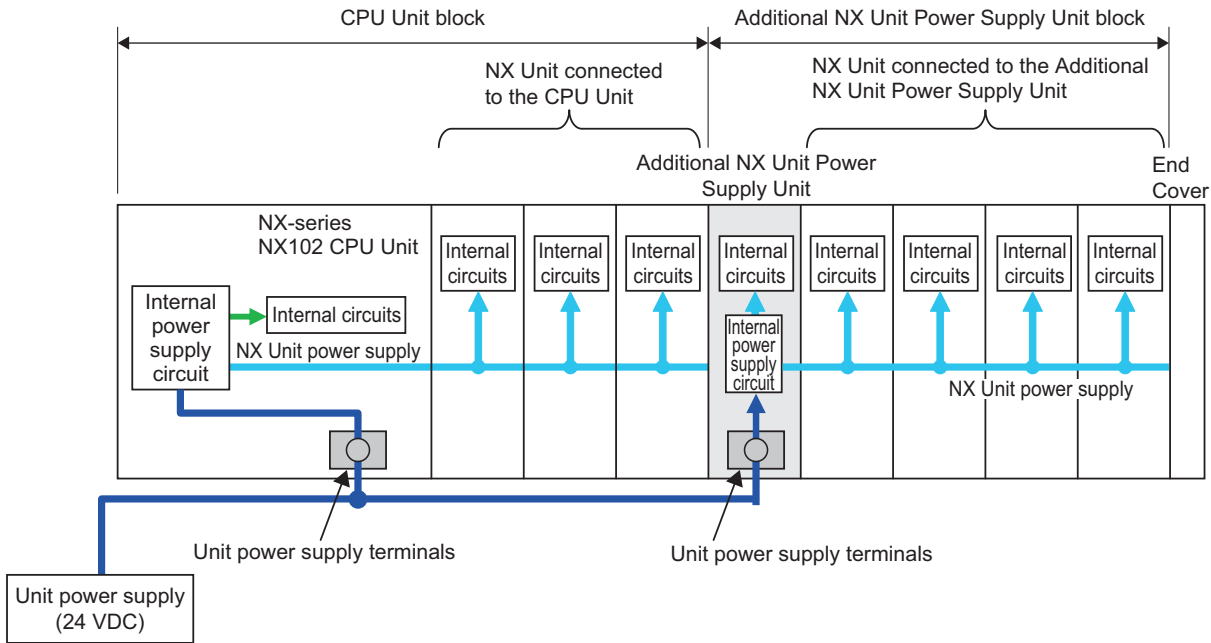 CPU Unit block
Additional NX Unit Power Supply Unit block
NX Unit connected
to the CPU Unit
NX Unit connected to the Additional
NX Unit Power Supply Unit
Additional NX Unit Power
Supply Unit
End
Cover
NX-series
NX102 CPU Unit
Internal
power
supply
circuit
Internal circuits
NX Unit power supply
Internal
circuits
Internal
circuits
Internal
circuits
Internal
circuits
Internal
power
supply
circuit
Internal
circuits
Internal
circuits
Internal
circuits
Internal
circuits
NX Unit power supply
Unit power supply terminals
Unit power supply terminals
Unit power supply
(24 VDC)